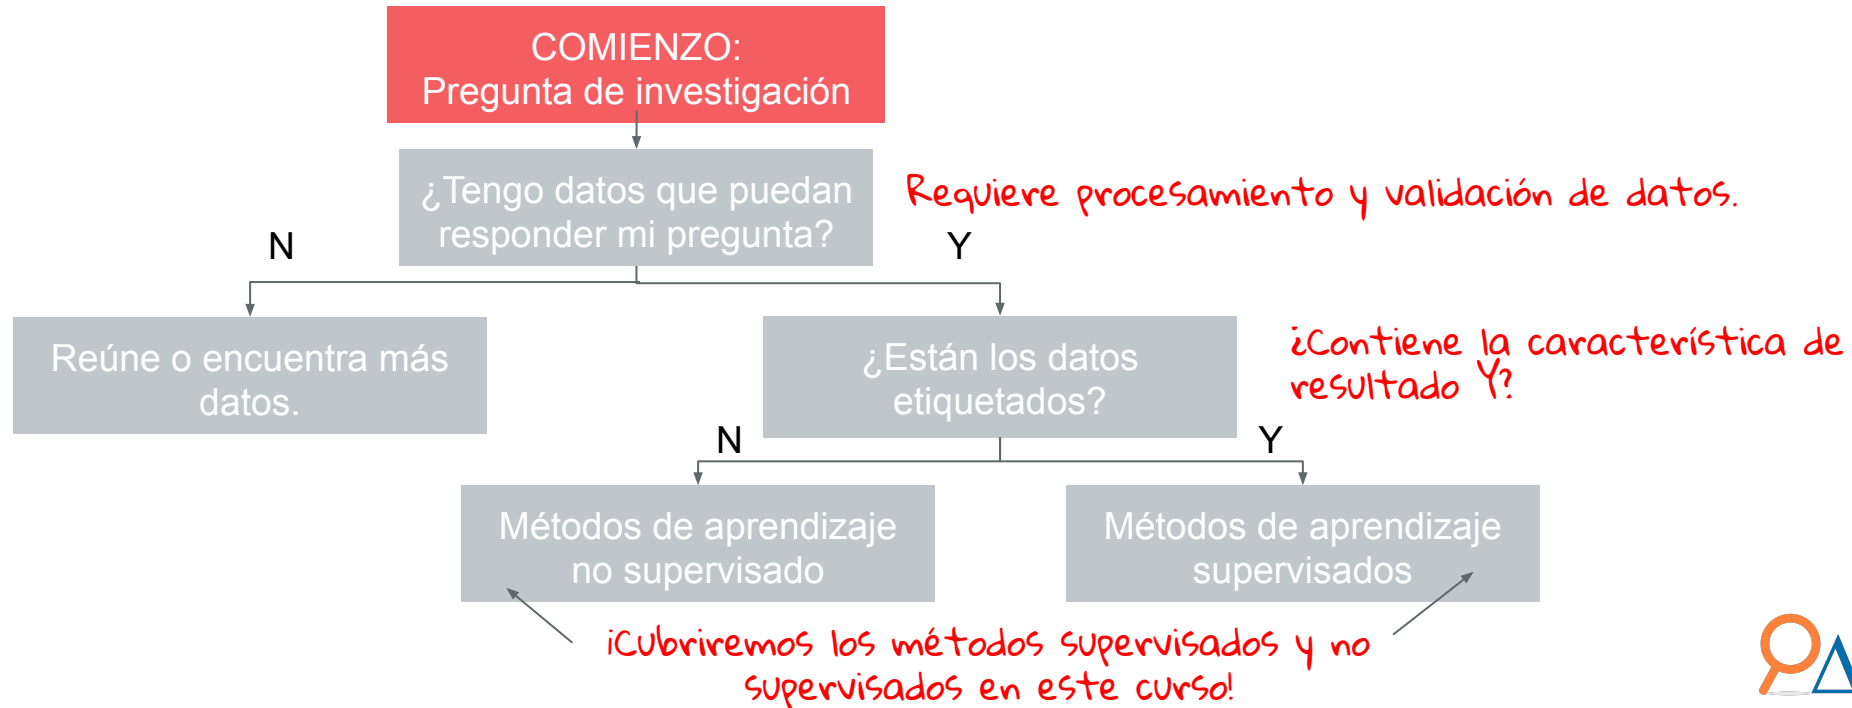 COMIENZO:
Pregunta de investigación
¿Tengo datos que puedan
responder mi pregunta?
Requiere procesamiento y validación de datos.
N
Y
Reúne o encuentra más
datos.
¿Están los datos
etiquetados?
¿Contiene la característica de
resultado Y?
N
Y
Métodos de aprendizaje
no supervisado
Métodos de aprendizaje
supervisados
¡Cubriremos los métodos supervisados y no
supervisados en este curso!